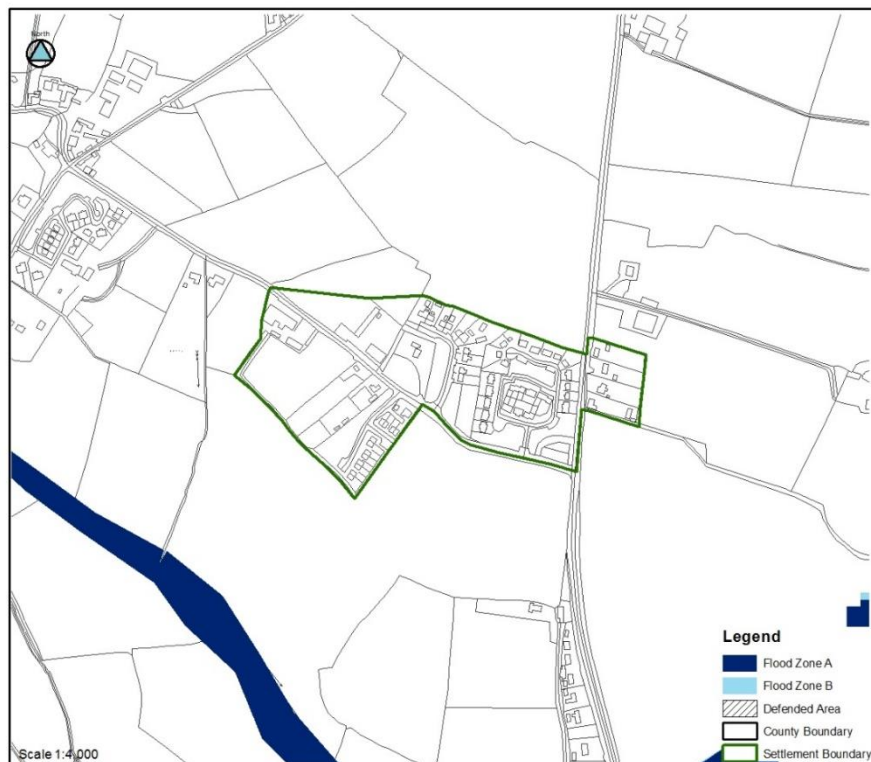 North
Legend
Flood Zone A
Flood Zone B
Defended Area
County Boundary
Settlement Boundary
Scale 1:4,000